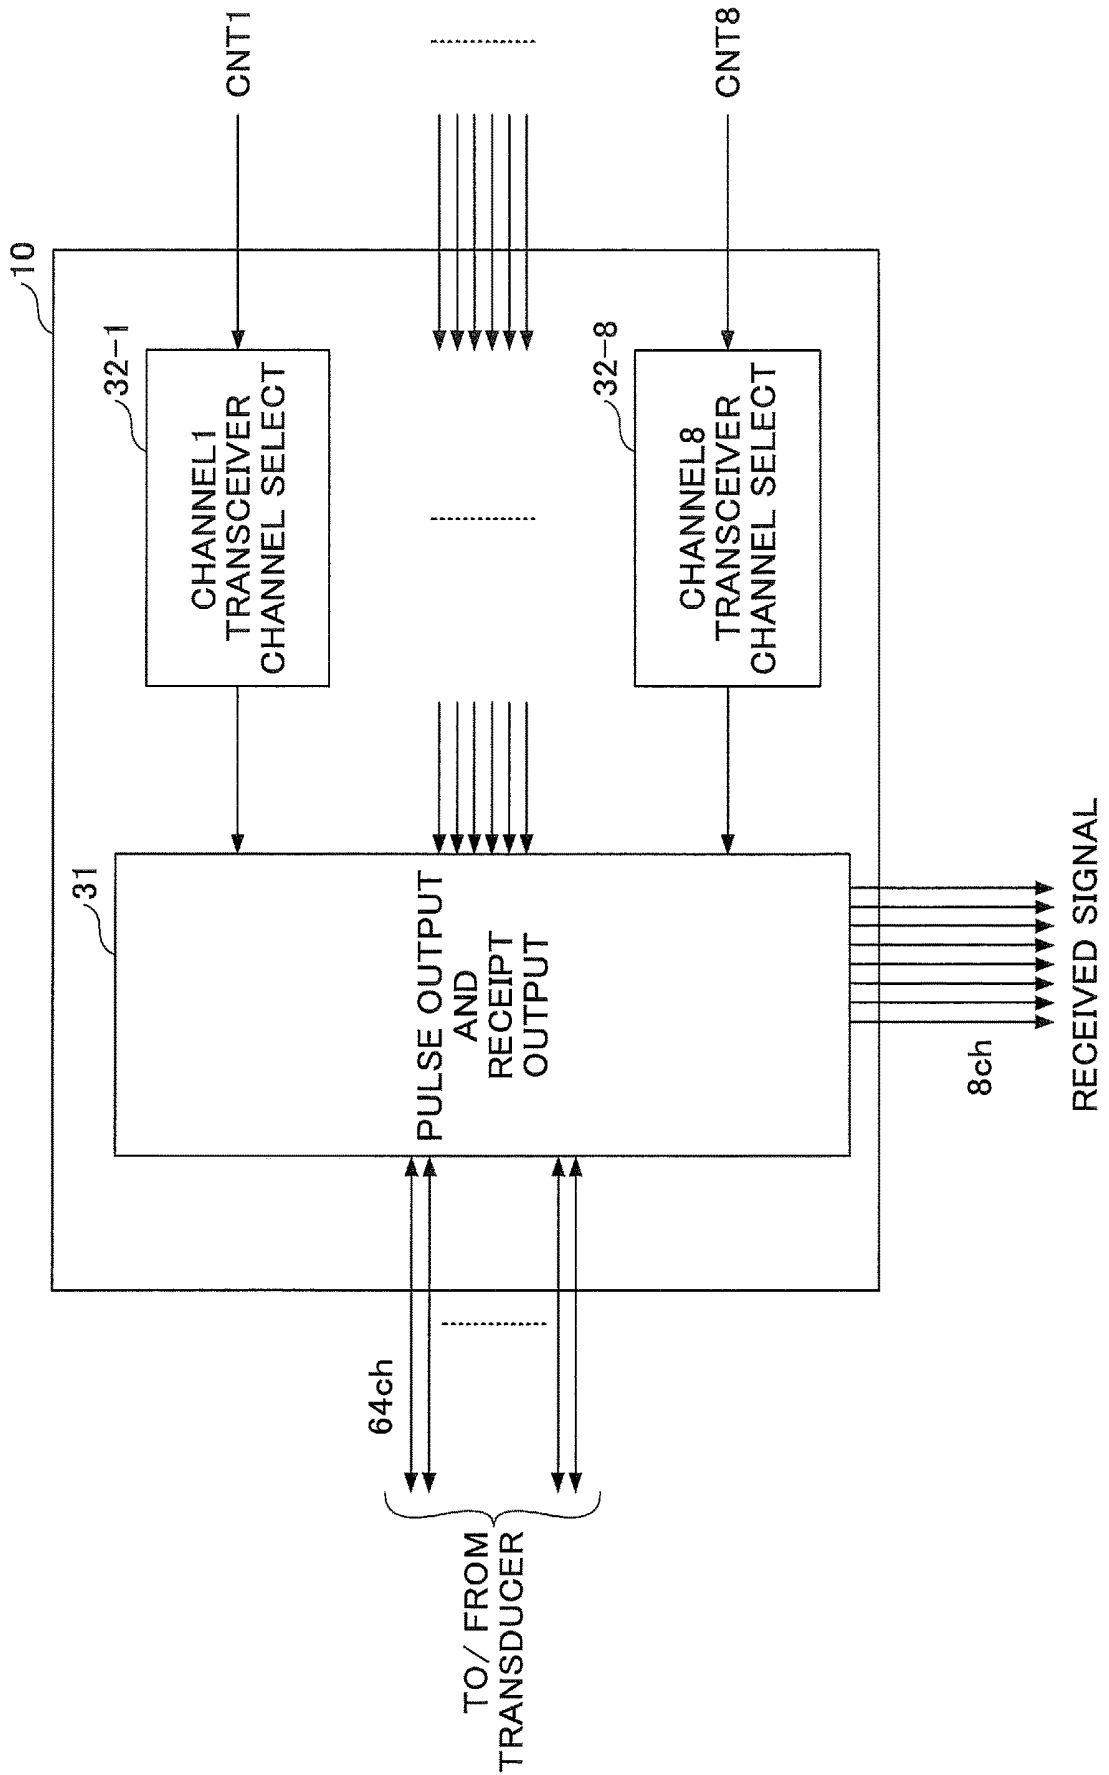 10
31
32-1
CHANNEL1
TRANSCEIVER
CHANNEL SELECT
CNT1
64ch
TO/ FROM
TRANSDUCER
PULSE OUTPUT
AND
RECEIPT
OUTPUT
32-8
CHANNEL8
TRANSCEIVER
CHANNEL SELECT
CNT8
8ch
RECEIVED SIGNAL